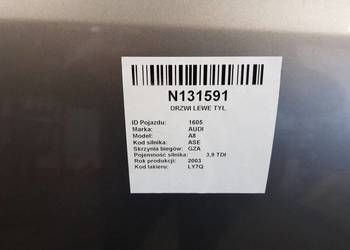 N131591
DRZWI LEWE TYŁ
ID Pojazdu: 1605
Marka: AUDI
Model: A8
Kod silnika: ASE
Skrzynia biegów: GZA
Pojemność silnika: 3,9 TDI
Rok produkcji: 2003
Kod lakieru: LY7Q